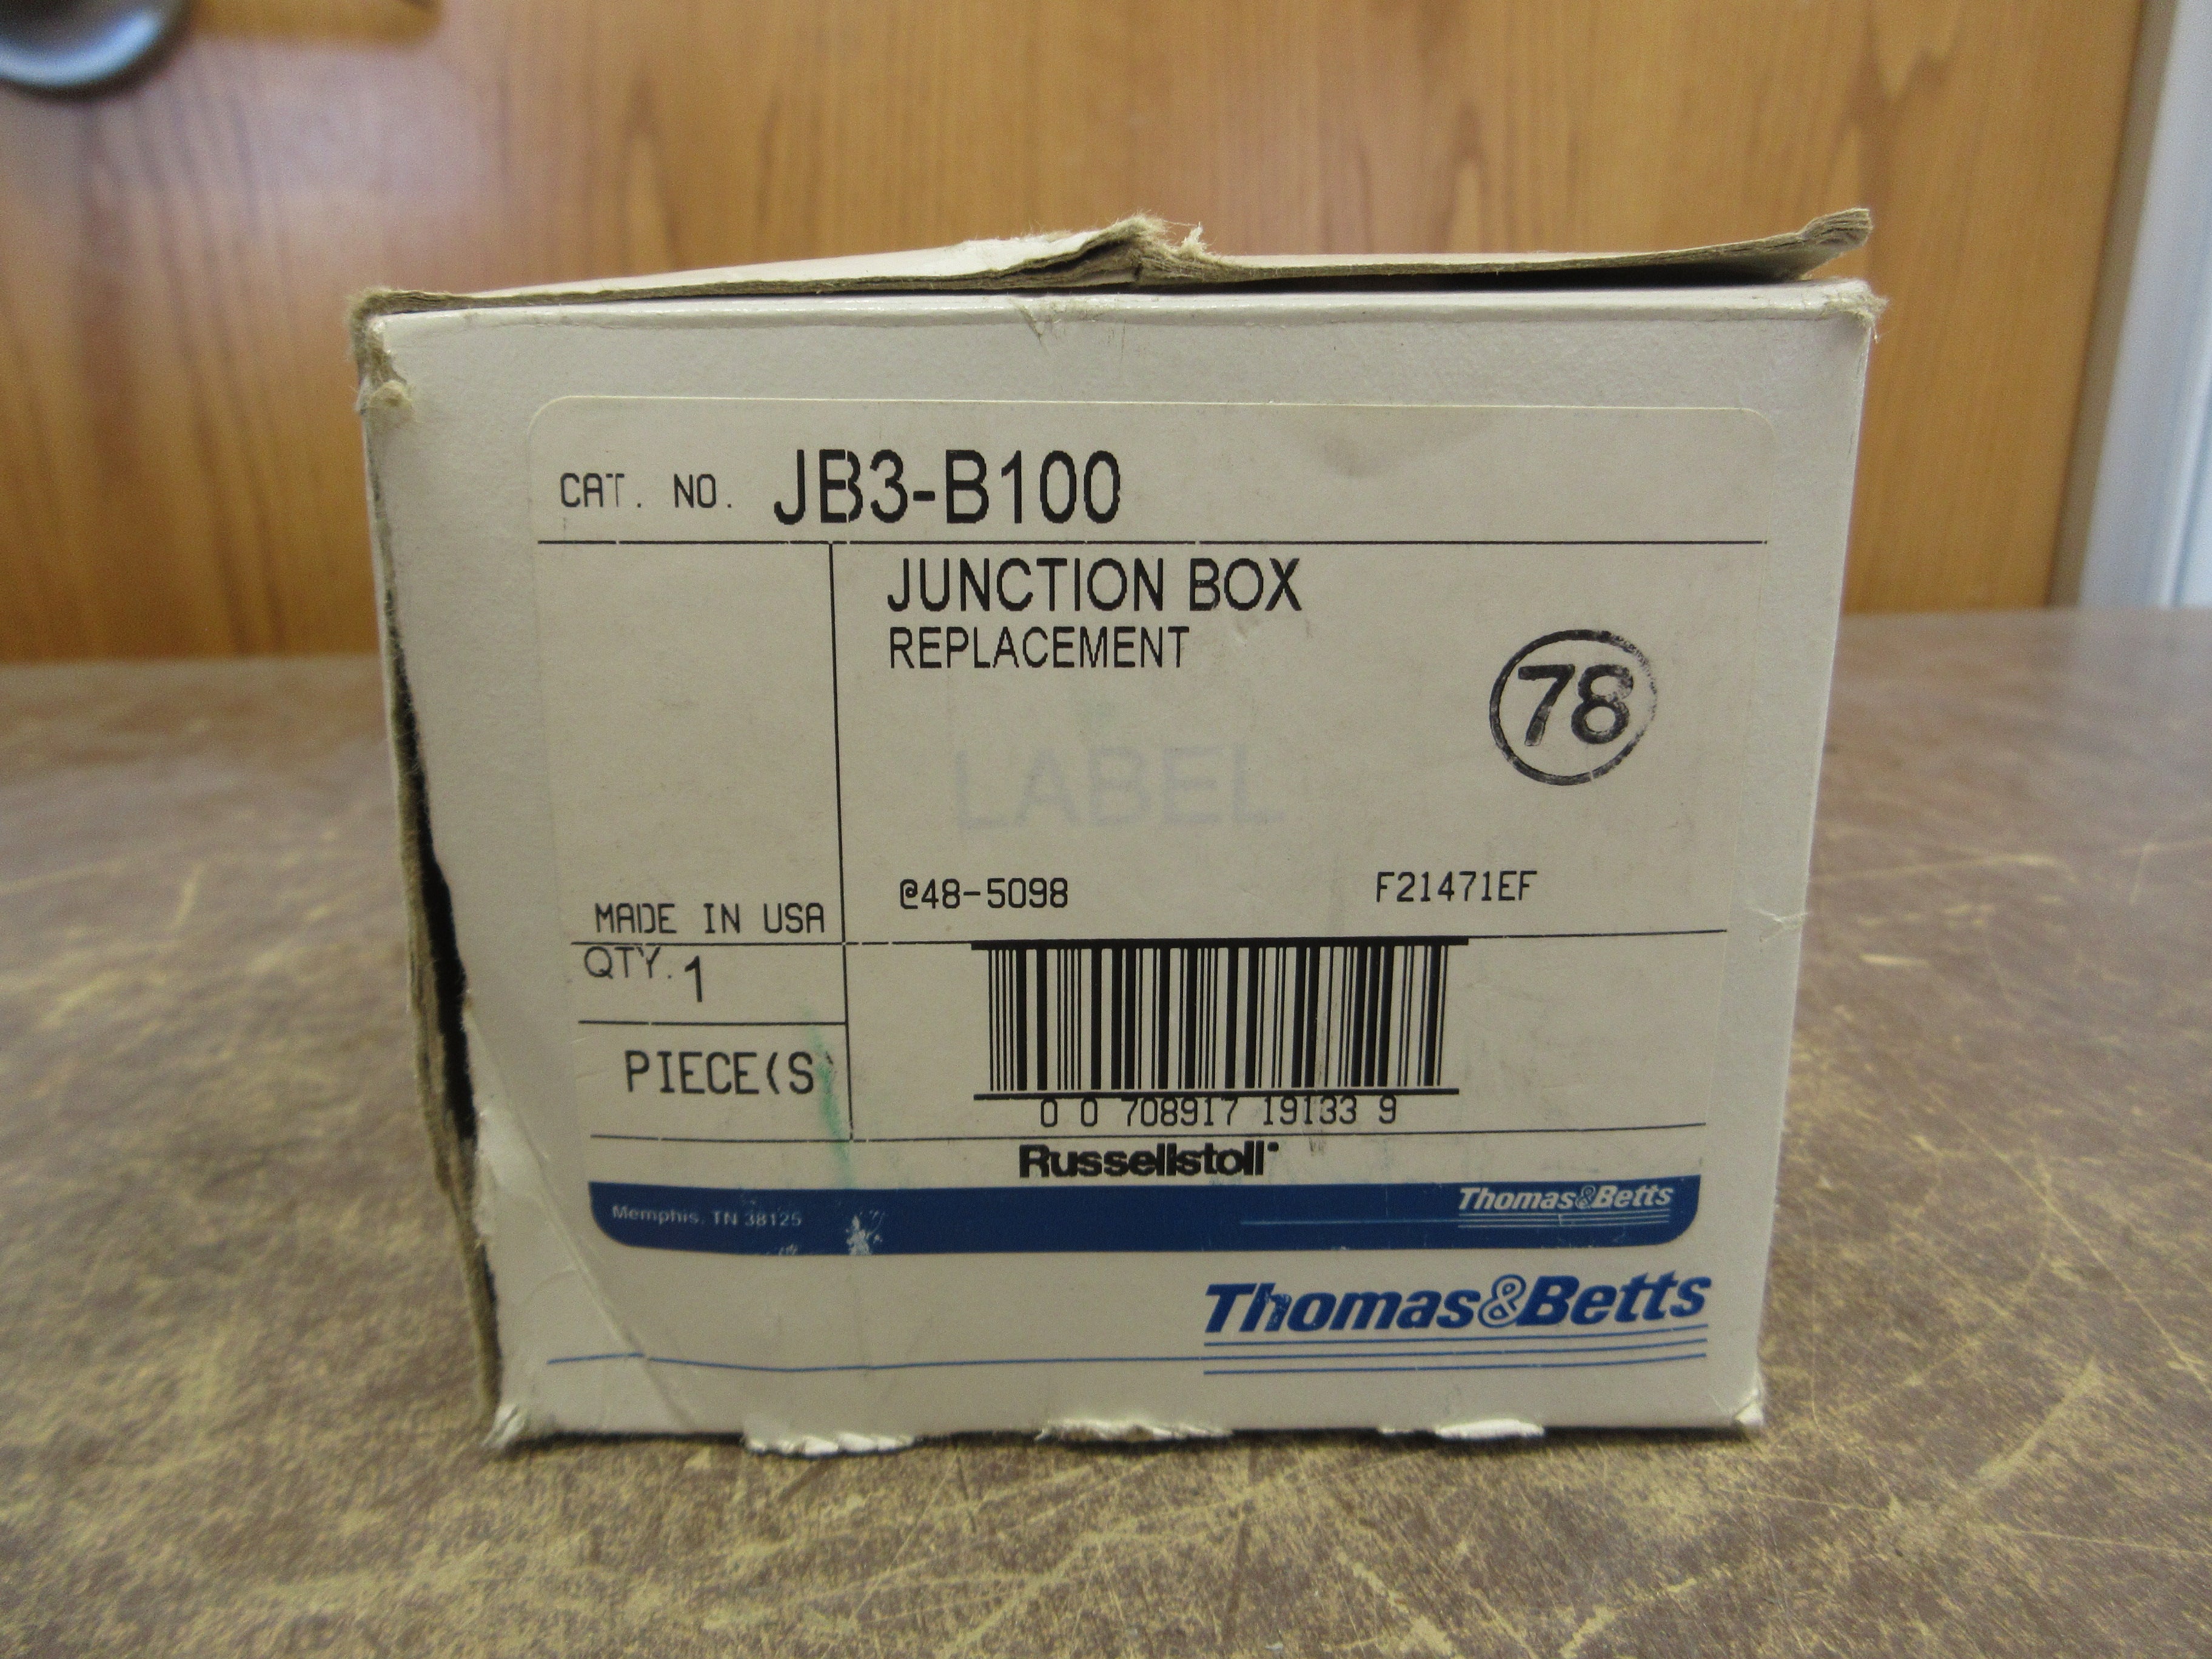 CAT. NO. JB3-B100
JUNCTION BOX
REPLACEMENT
78
LABEL
@48-5098 F21471EF
MADE IN USA
QTY. 1
PIECE(S)
0 0 708917 19133 9
Russellstoll
Memphis, TN 38125 Thomas&Betts
Thomas&Betts